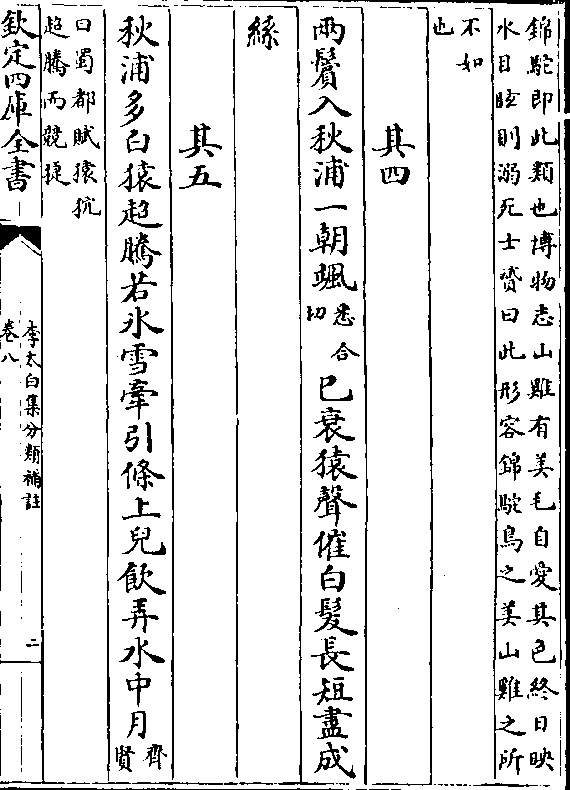 錦駝即此類也博物志山雞有美毛自愛其色終日映
水目眩則溺死士贇曰此形容錦駝鳥之美山雞之所
不如
也
其四
兩鬢入秋浦一朝颯悉合切已衰猿聲催白髮長短盡成
絲
其五
秋浦多白猿超騰若氷雪牽引條上兒飲弄水中月齊賢
曰蜀都賦猿狖
超騰而競捷
欽定四庫全書
李太白集分類補註
卷八
二